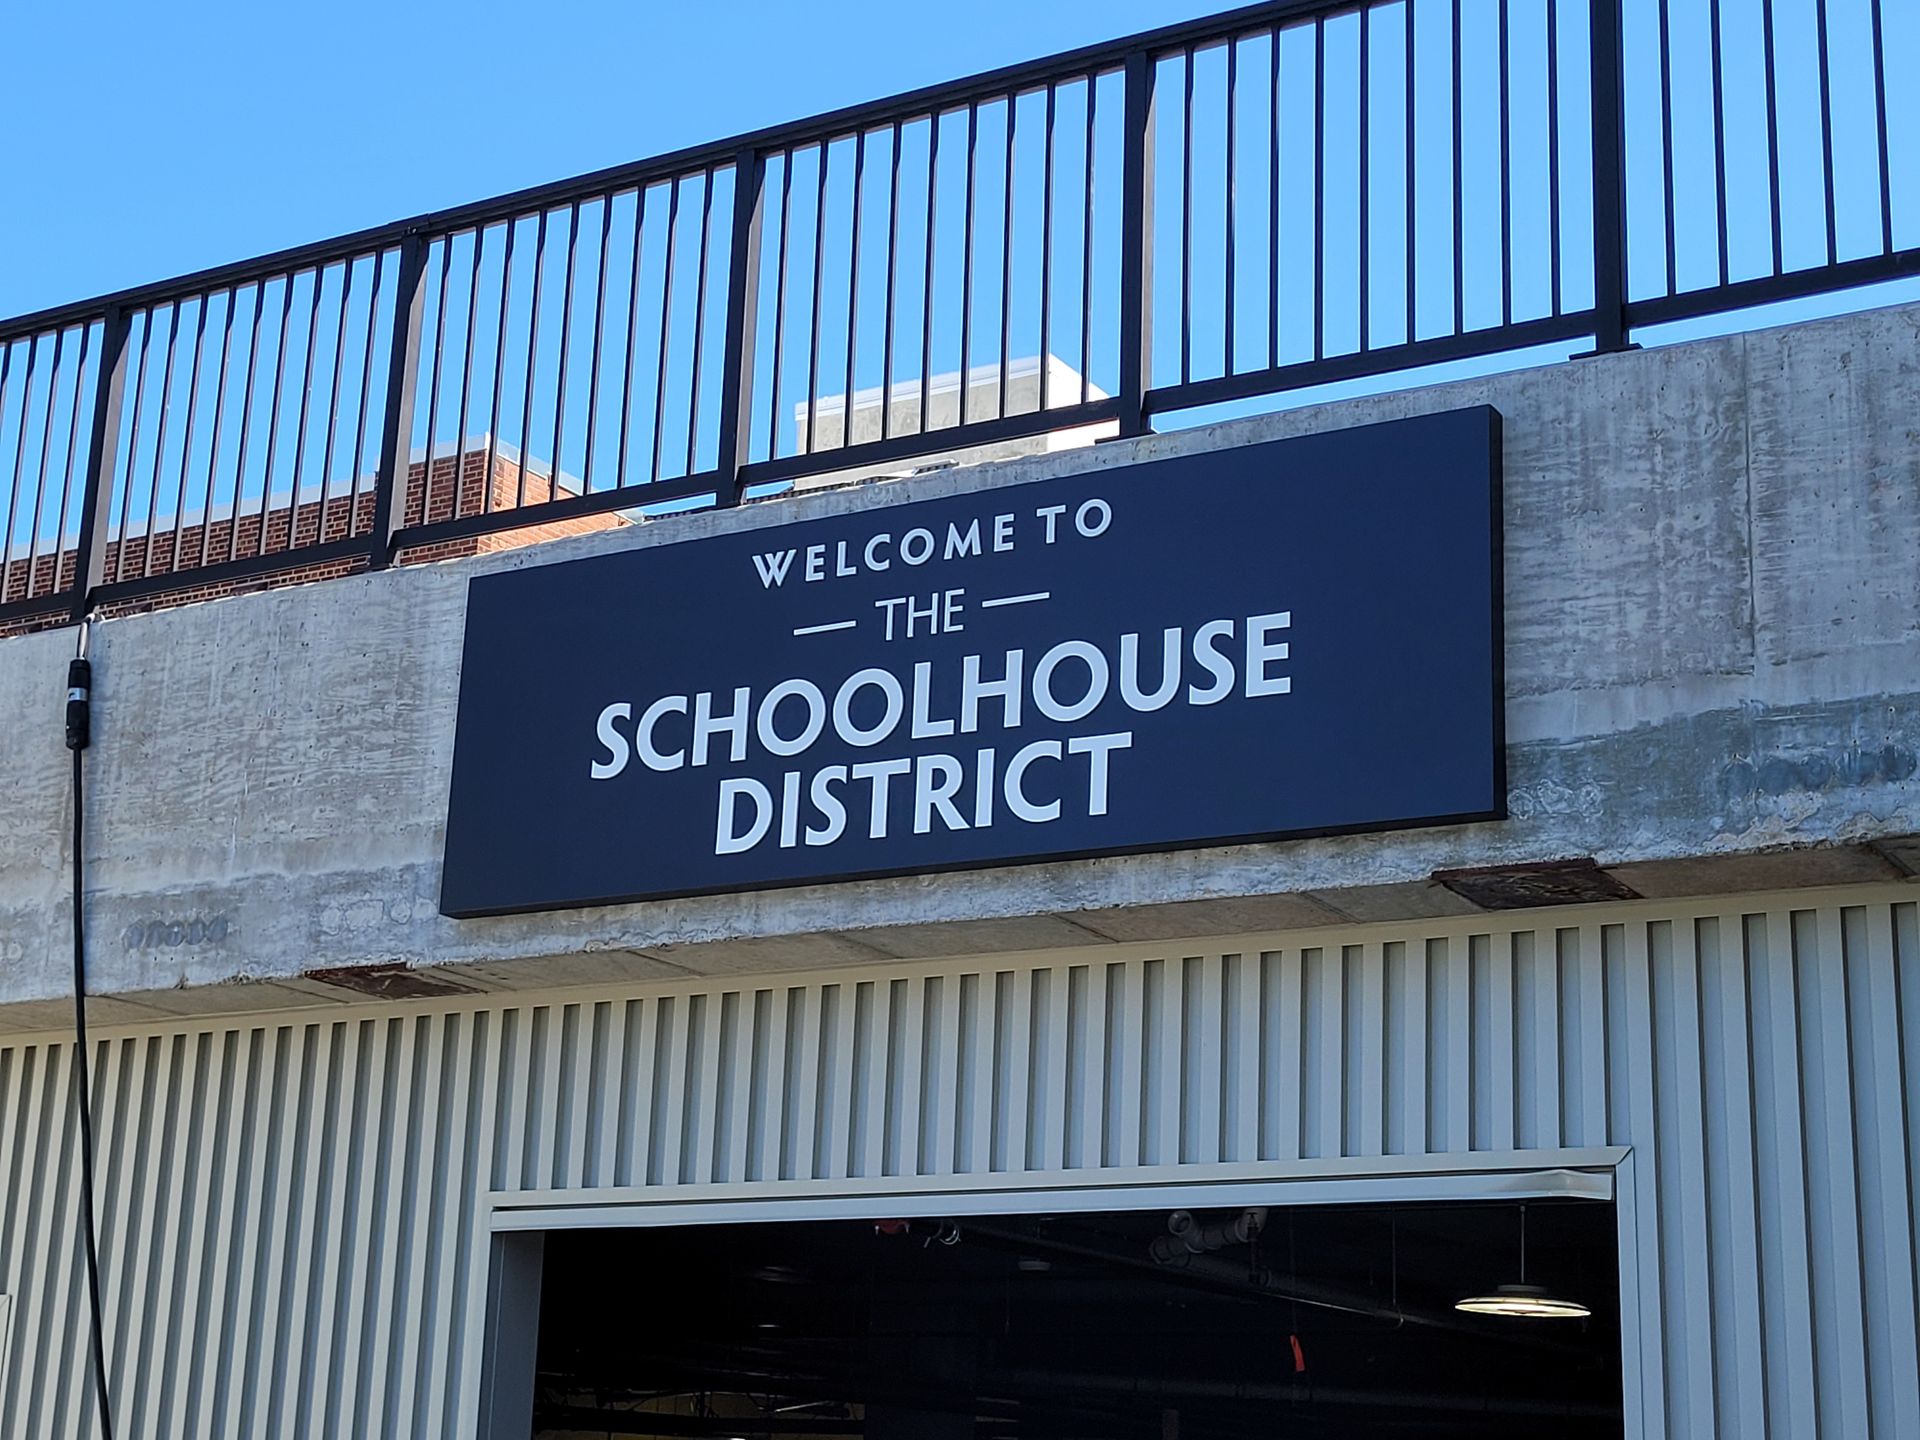 WELCOME TO
— THE —
SCHOOLHOUSE
DISTRICT